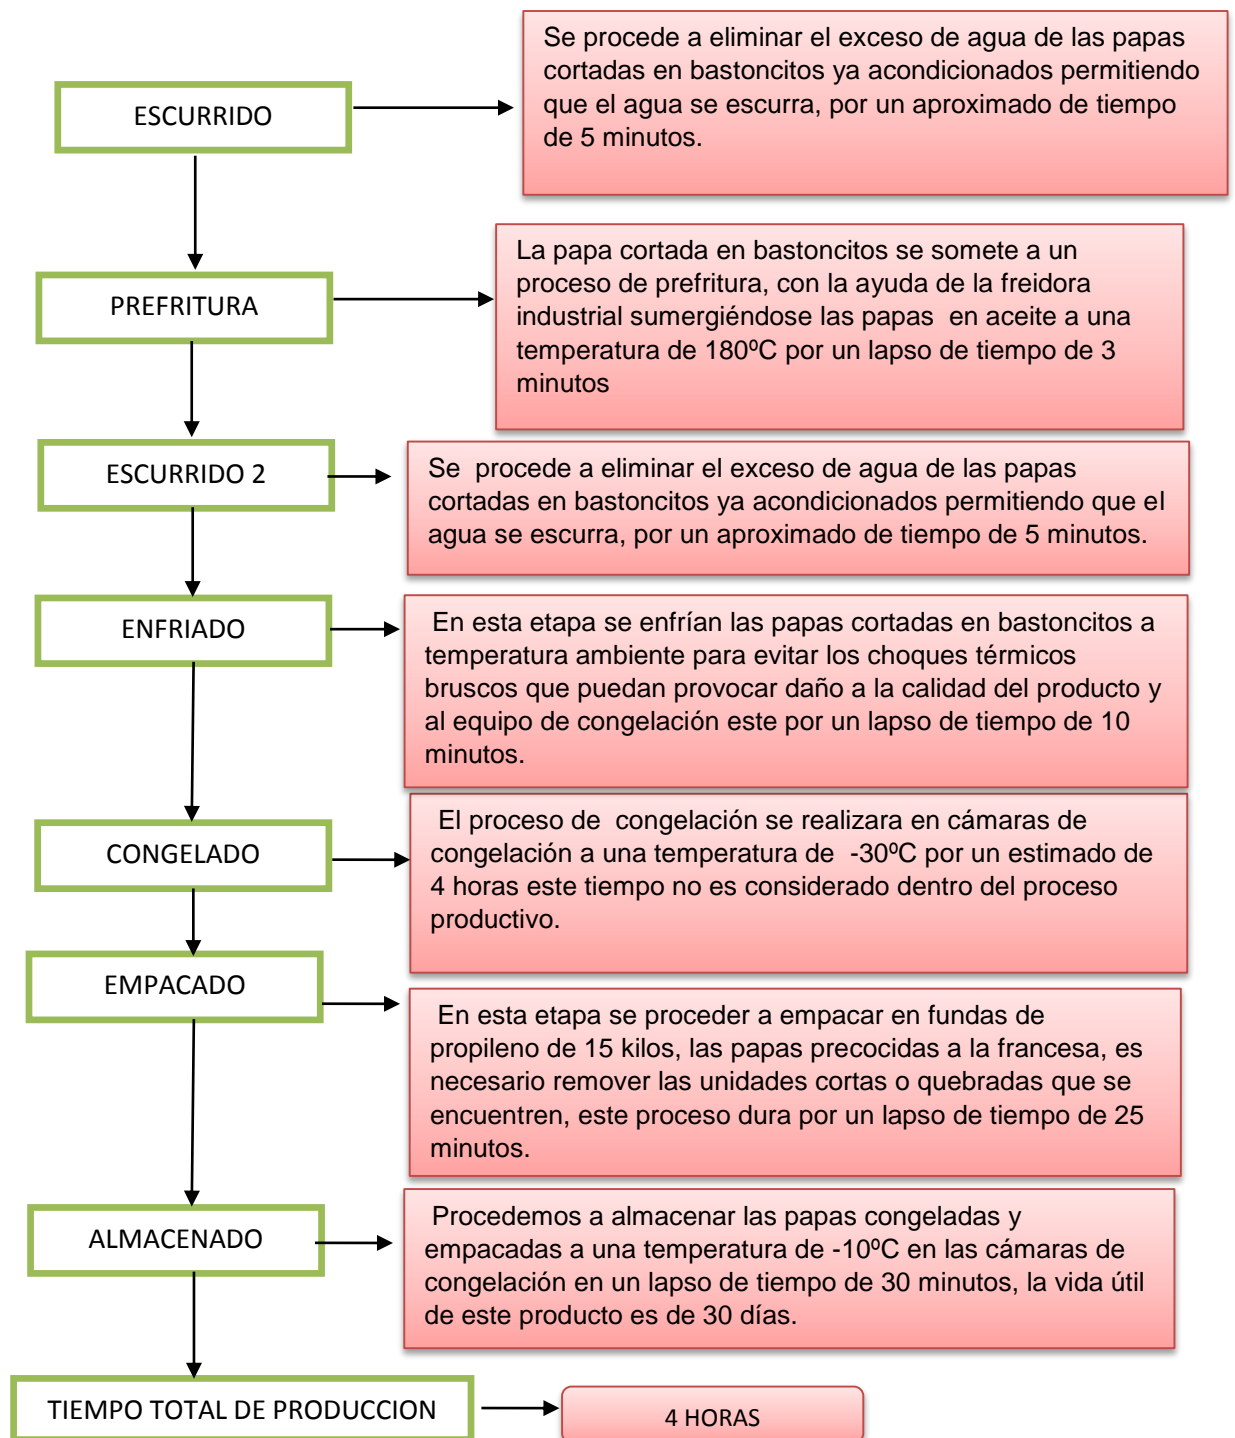 ESCURRIDO
Se procede a eliminar el exceso de agua de las papas
cortadas en bastoncitos ya acondicionados permitiendo
que el agua se escurra, por un aproximado de tiempo
de 5 minutos.
PREFRITURA
La papa cortada en bastoncitos se somete a un
proceso de prefritura, con la ayuda de la freidora
industrial sumergiéndose las papas  en aceite a una
temperatura de 180ºC por un lapso de tiempo de 3
minutos
ESCURRIDO 2
Se  procede a eliminar el exceso de agua de las papas
cortadas en bastoncitos ya acondicionados permitiendo que el
agua se escurra, por un aproximado de tiempo de 5 minutos.
ENFRIADO
En esta etapa se enfrían las papas cortadas en bastoncitos a
temperatura ambiente para evitar los choques térmicos
bruscos que puedan provocar daño a la calidad del producto y
al equipo de congelación este por un lapso de tiempo de 10
minutos.
CONGELADO
El proceso de  congelación se realizara en cámaras de
congelación a una temperatura de  -30ºC por un estimado de
4 horas este tiempo no es considerado dentro del proceso
productivo.
EMPACADO
En esta etapa se proceder a empacar en fundas de
propileno de 15 kilos, las papas precocidas a la francesa, es
necesario remover las unidades cortas o quebradas que se
encuentren, este proceso dura por un lapso de tiempo de 25
minutos.
ALMACENADO
Procedemos a almacenar las papas congeladas y
empacadas a una temperatura de -10ºC en las cámaras de
congelación en un lapso de tiempo de 30 minutos, la vida útil
de este producto es de 30 días.
TIEMPO TOTAL DE PRODUCCION
4 HORAS